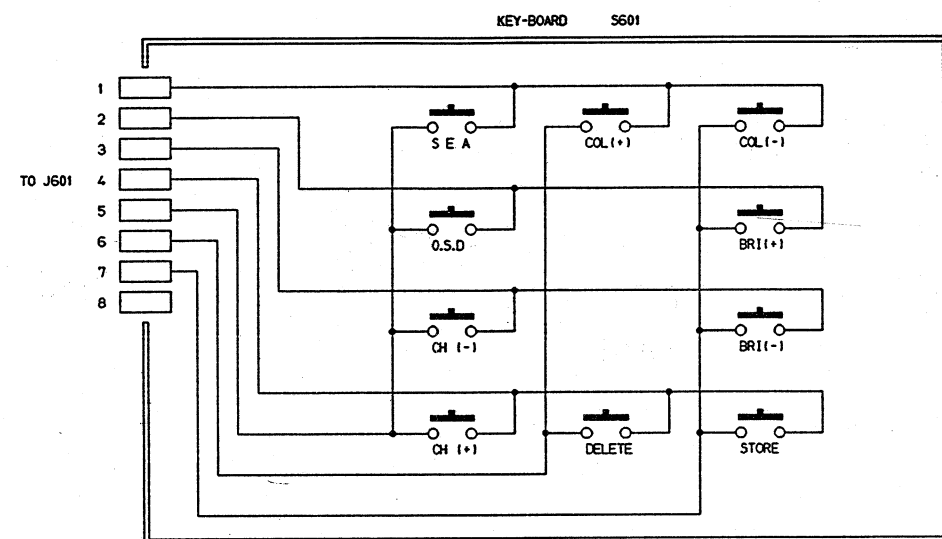 KEY-BOARD S601
1
2
3
TO J601 4
5
6
7
8
S E A COL(+) COL(-)
O.S.D BRI(+)
CH (-) BRI(-)
CH (+) DELETE STORE